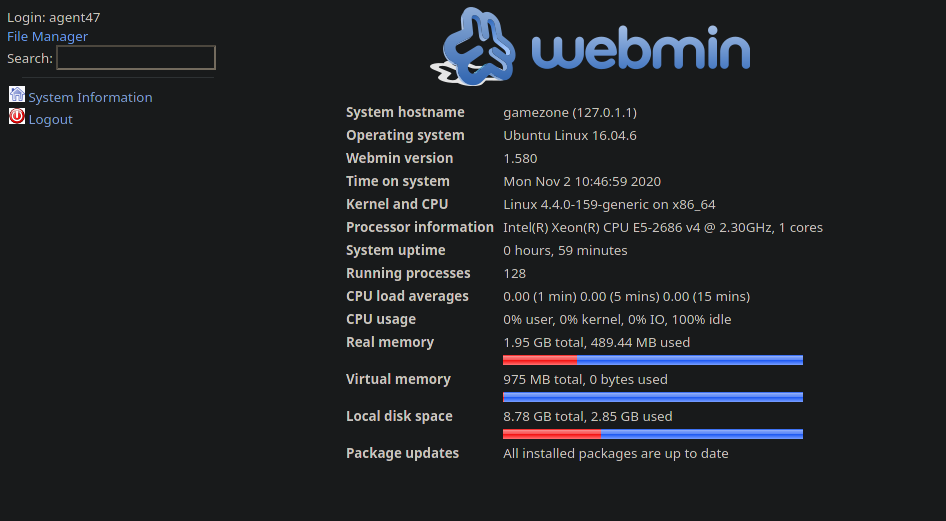 Login: agent47
File Manager
Search:
System Information
Logout
webmin
System hostname gamezone (127.0.1.1)
Operating system Ubuntu Linux 16.04.6
Webmin version 1.580
Time on system Mon Nov 2 10:46:59 2020
Kernel and CPU Linux 4.4.0-159-generic on x86_64
Processor information Intel(R) Xeon(R) CPU E5-2686 v4 @ 2.30GHz, 1 cores
System uptime 0 hours, 59 minutes
Running processes 128
CPU load averages 0.00 (1 min) 0.00 (5 mins) 0.00 (15 mins)
CPU usage 0% user, 0% kernel, 0% IO, 100% idle
Real memory 1.95 GB total, 489.44 MB used
Virtual memory 975 MB total, 0 bytes used
Local disk space 8.78 GB total, 2.85 GB used
Package updates All installed packages are up to date